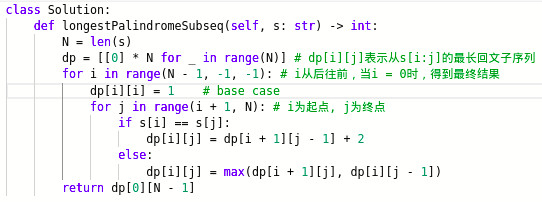 class Solution:
    def longestPalindromeSubseq(self, s: str) -> int:
        N = len(s)
        dp = [[0] * N for _ in range(N)] # dp[i][j]表示从s[i:j]的最长回文子序列
        for i in range(N - 1, -1, -1): # i从后往前，当i = 0时，得到最终结果
            dp[i][i] = 1    # base case
            for j in range(i + 1, N): # i为起点, j为终点
                if s[i] == s[j]:
                    dp[i][j] = dp[i + 1][j - 1] + 2
                else:
                    dp[i][j] = max(dp[i + 1][j], dp[i][j - 1])
        return dp[0][N - 1]